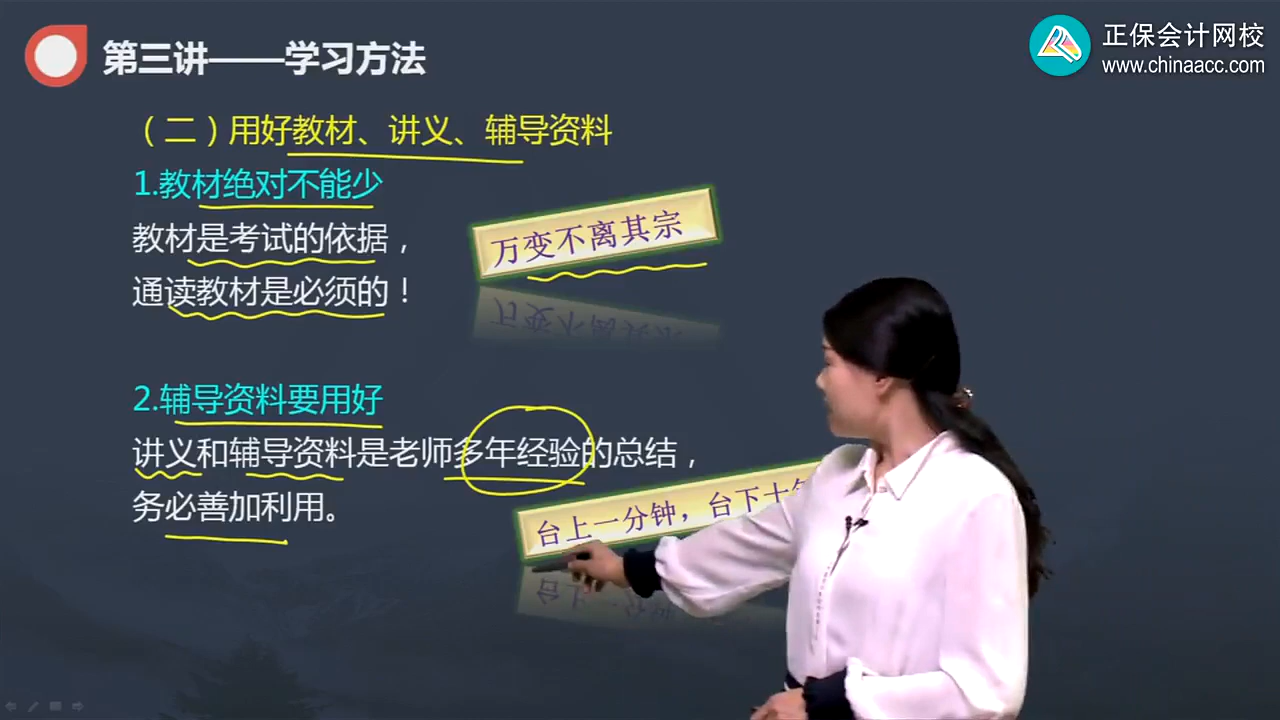 第三讲——学习方法
正保会计网校
www.chinaacc.com
（二）用好教材、讲义、辅导资料
1.教材绝对不能少
教材是考试的依据，
通读教材是必须的！
万变不离其宗
2.辅导资料要用好
讲义和辅导资料是老师多年经验的总结，
务必善加利用。
台上一分钟，台下十年